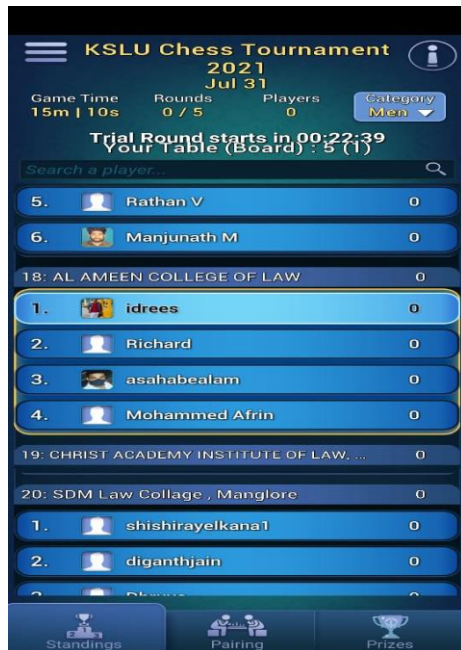 KSLU Chess Tournament
2021
Jul 31
Game Time Rounds Players Category
15m | 10s 0 / 5 0 Men
Trial Round starts in 00:22:39
Your Table (Board) : 5 (1)
Search a player...
5. Rathan V 0
6. Manjunath M 0
18: AL AMEEN COLLEGE OF LAW 0
1. idrees 0
2. Richard 0
3. asahabealam 0
4. Mohammed Afrin 0
19: CHRIST ACADEMY INSTITUTE OF LAW, ... 0
20: SDM Law Collage , Manglore 0
1. shishirayelkana1 0
2. diganthjain 0
Standings Pairing Prizes